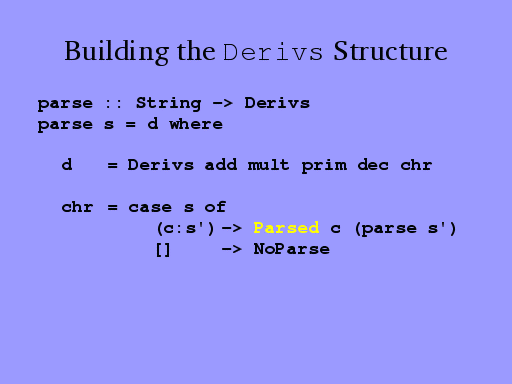 Building the Derivs Structure
parse :: String -> Derivs
parse s = d where
d = Derivs add mult prim dec chr
chr = case s of
(c:s') -> Parsed c (parse s')
[] -> NoParse